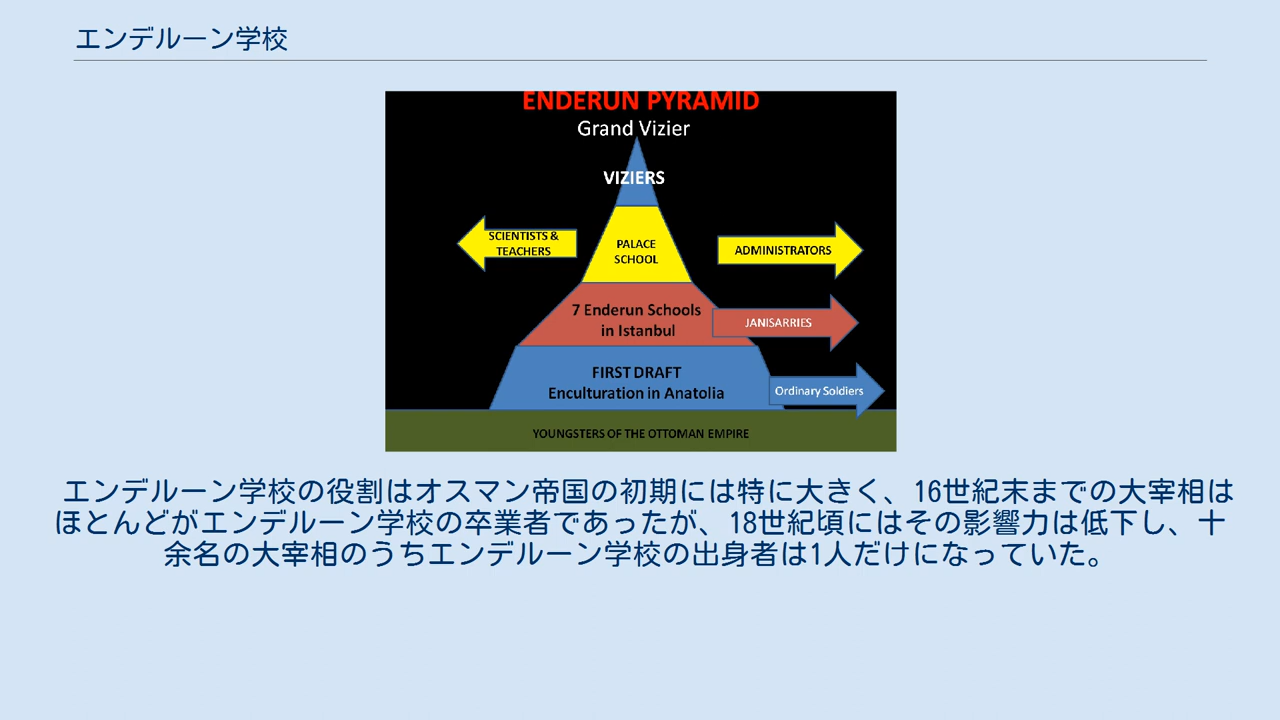 エンデルーン学校
ENDERUN PYRAMID
Grand Vizier
VIZIERS
SCIENTISTS &
TEACHERS
PALACE
SCHOOL
ADMINISTRATORS
7 Enderun Schools
in Istanbul
JANISARRIES
FIRST DRAFT
Enculturation in Anatolia
Ordinary Soldiers
YOUNGSTERS OF THE OTTOMAN EMPIRE
エンデルーン学校の役割はオスマン帝国の初期には特に大きく、16世紀末までの大宰相は
ほとんどがエンデルーン学校の卒業者であったが、18世紀頃にはその影響力は低下し、十
余名の大宰相のうちエンデルーン学校の出身者は1人だけになっていた。